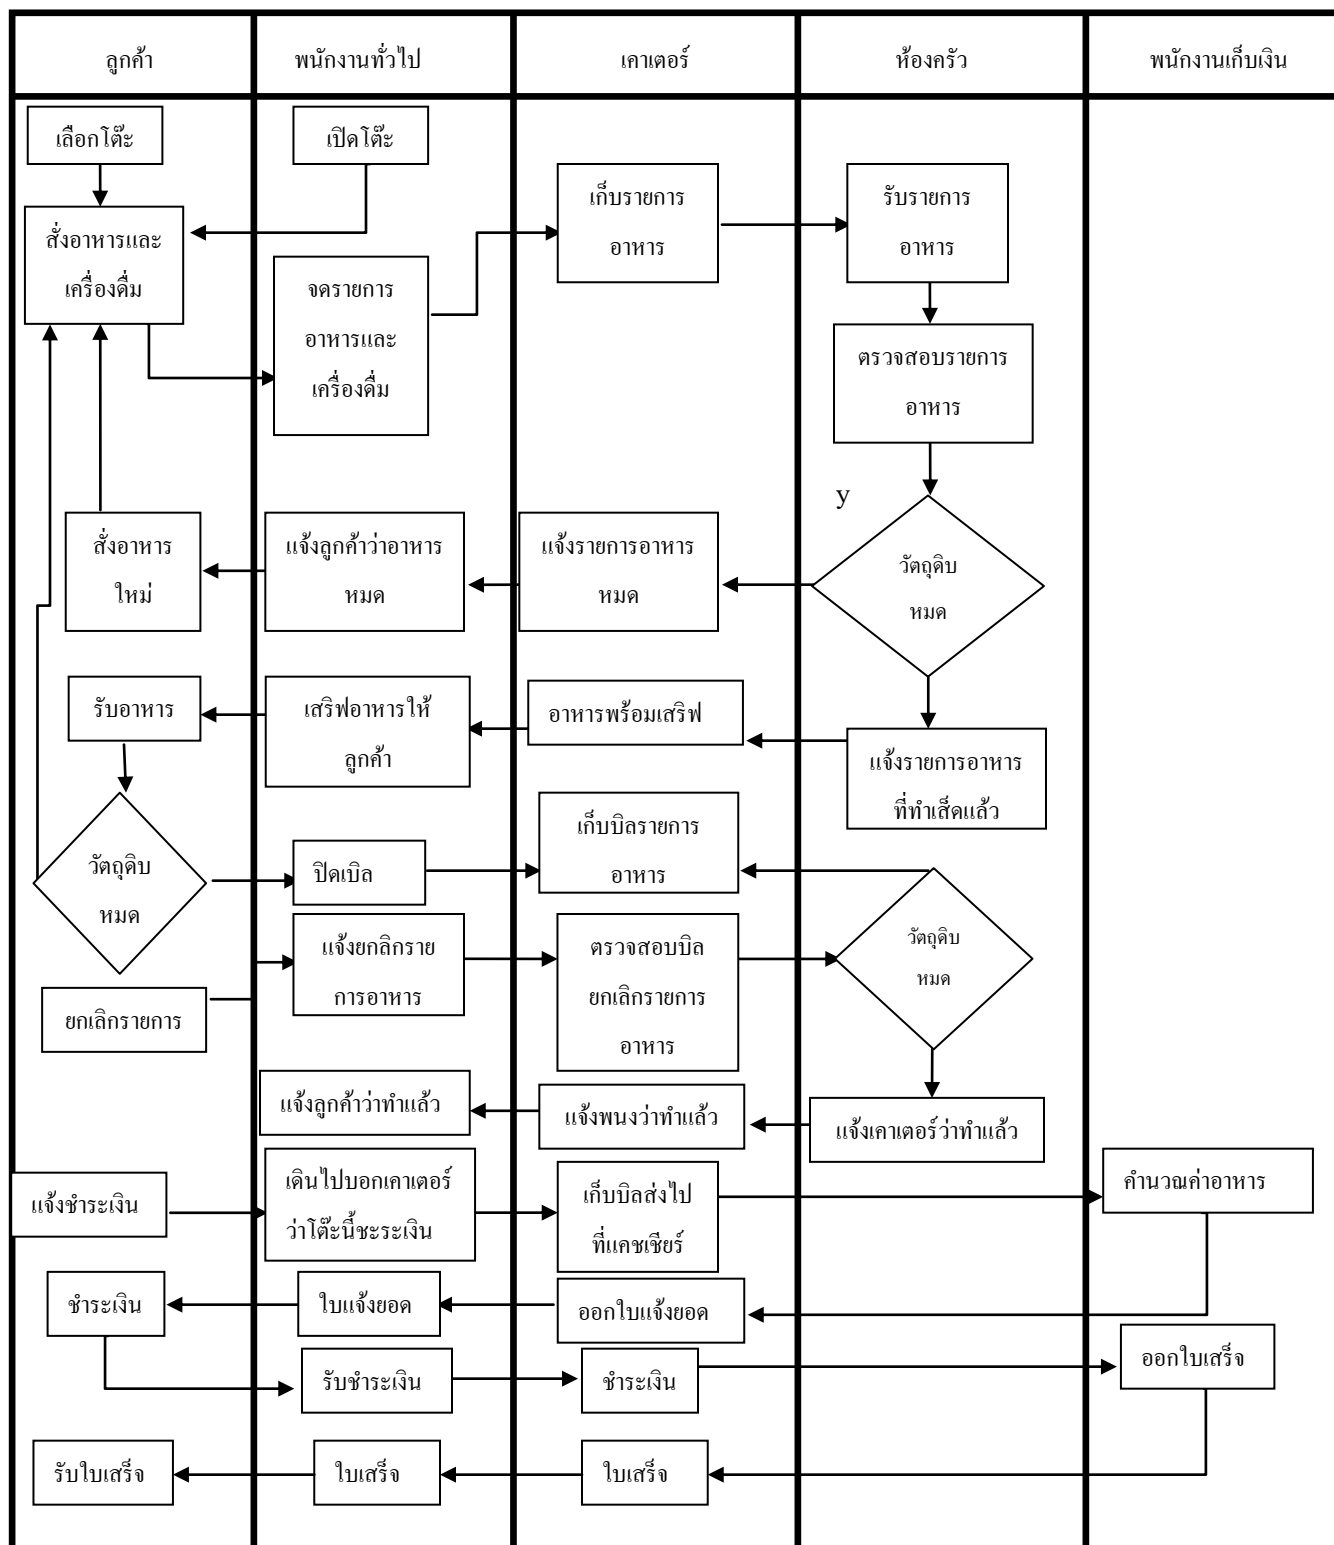 ลูกค้า
พนักงานทั่วไป
เคาเตอร์
ห้องครัว
พนักงานเก็บเงิน
เลือกโต๊ะ
เปิดโต๊ะ
สั่งอาหารและ
เครื่องดื่ม
จดรายการ
อาหารและ
เครื่องดื่ม
เก็บรายการ
อาหาร
รับรายการ
อาหาร
ตรวจสอบรายการ
อาหาร
y
วัตถุดิบ
หมด
แจ้งรายการอาหาร
หมด
แจ้งลูกค้าว่าอาหาร
หมด
สั่งอาหาร
ใหม่
รับอาหาร
เสริฟอาหารให้
ลูกค้า
อาหารพร้อมเสริฟ
แจ้งรายการอาหาร
ที่ทำเส็ดแล้ว
วัตถุดิบ
หมด
ปิดเบิล
เก็บบิลรายการ
อาหาร
วัตถุดิบ
หมด
แจ้งยกลิกราย
การอาหาร
ตรวจสอบบิล
ยกเลิกรายการ
อาหาร
ยกเลิกรายการ
แจ้งลูกค้าว่าทำแล้ว
แจ้งพนงว่าทำแล้ว
แจ้งเคาเตอร์ว่าทำแล้ว
แจ้งชำระเงิน
เดินไปบอกเคาเตอร์
ว่าโต๊ะนี้ชะระเงิน
เก็บบิลส่งไป
ที่แคชเชียร์
คำนวณค่าอาหาร
ชำระเงิน
ใบแจ้งยอด
ออกใบแจ้งยอด
ออกใบเสร็จ
รับชำระเงิน
ชำระเงิน
รับใบเสร็จ
ใบเสร็จ
ใบเสร็จ